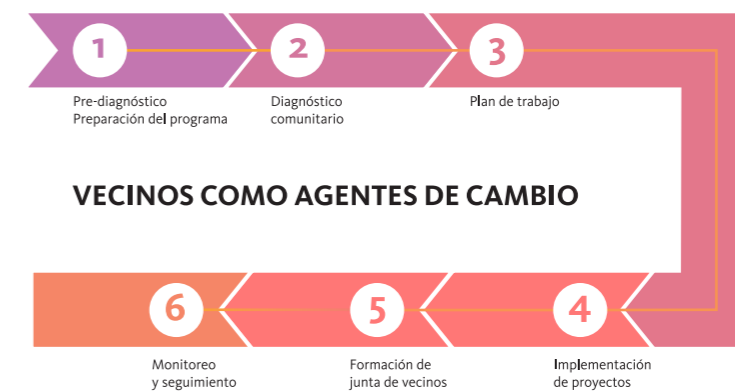 1
Pre-diagnóstico
Preparación del programa
2
Diagnóstico
comunitario
3
Plan de trabajo
VECINOS COMO AGENTES DE CAMBIO
4
Implementación
de proyectos
5
Formación de
junta de vecinos
6
Monitoreo
y seguimiento